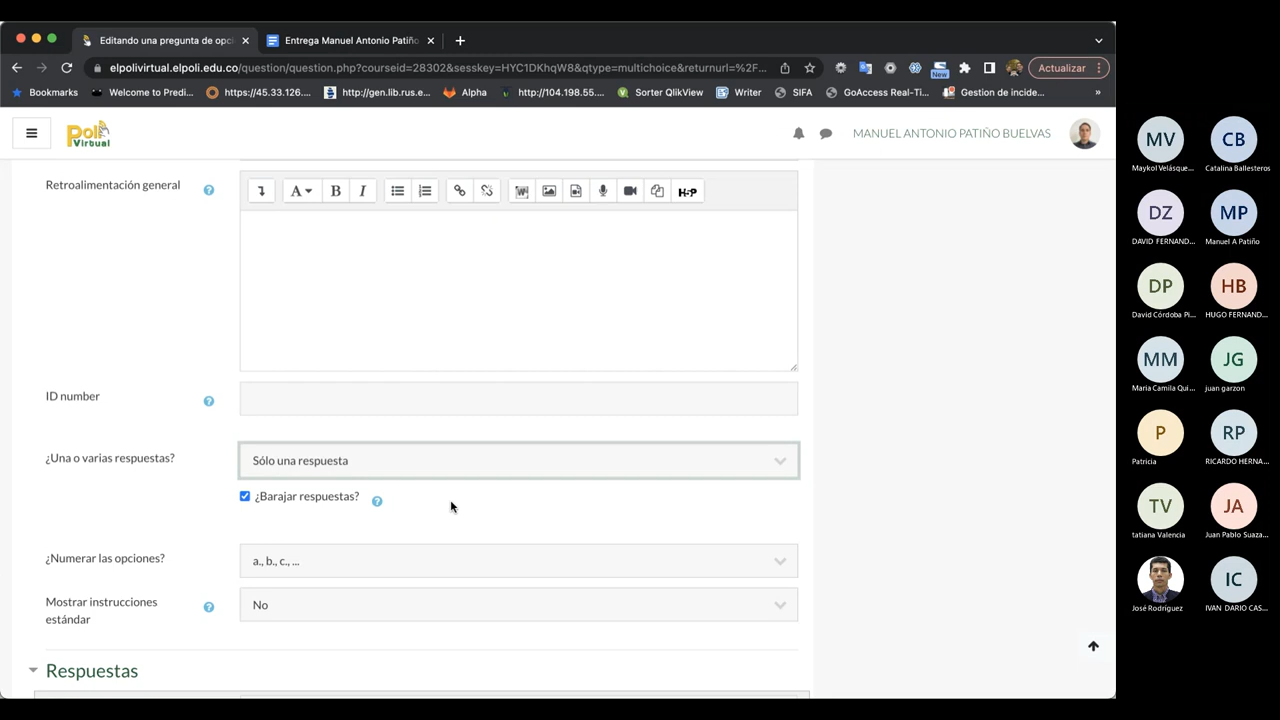 Editando una pregunta de opci
Entrega Manuel Antonio Patiño
elpolivirtual.elpoli.edu.co/question/question.php?courseid=28302&sesskey=HYC1DKhqW8&qtype=multichoice&returnurl=%2F...
New
Actualizar
Bookmarks
Welcome to Predi...
https://45.33.126....
http://gen.lib.rus.e...
Alpha
http://104.198.55....
Sorter QlikView
Writer
SIFA
GoAccess Real-Ti...
Gestion de incide...
»
Poli
Virtual
MANUEL ANTONIO PATIÑO BUELVAS
Retroalimentación general
A
B
I
H-P
ID number
¿Una o varias respuestas?
Sólo una respuesta
¿Barajar respuestas?
¿Numerar las opciones?
a., b., c., ...
Mostrar instrucciones
estándar
No
Respuestas
MV
CB
Maykol Velásque...
Catalina Ballesteros
DZ
MP
DAVID FERNAND...
Manuel A Patiño
DP
HB
David Córdoba Pi...
HUGO FERNAND...
MM
JG
Maria Camila Qui...
juan garzon
P
RP
Patricia
RICARDO HERNA...
TV
JA
tatiana Valencia
Juan Pablo Suaza...
IC
José Rodríguez
IVAN DARIO CAS...